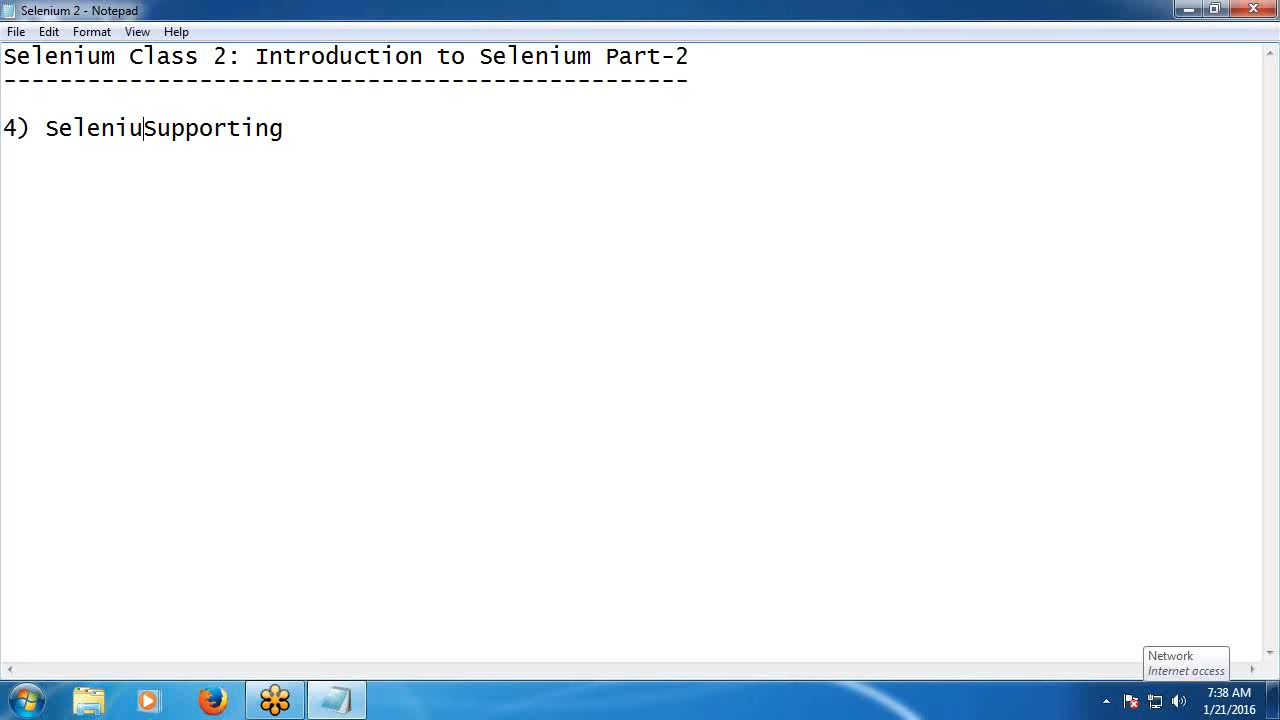 Selenium 2 - Notepad
File Edit Format View Help
Selenium Class 2: Introduction to Selenium Part-2
-------------------------------------------------
4) SeleniuSupporting
Network
Internet access
7:38 AM
1/21/2016